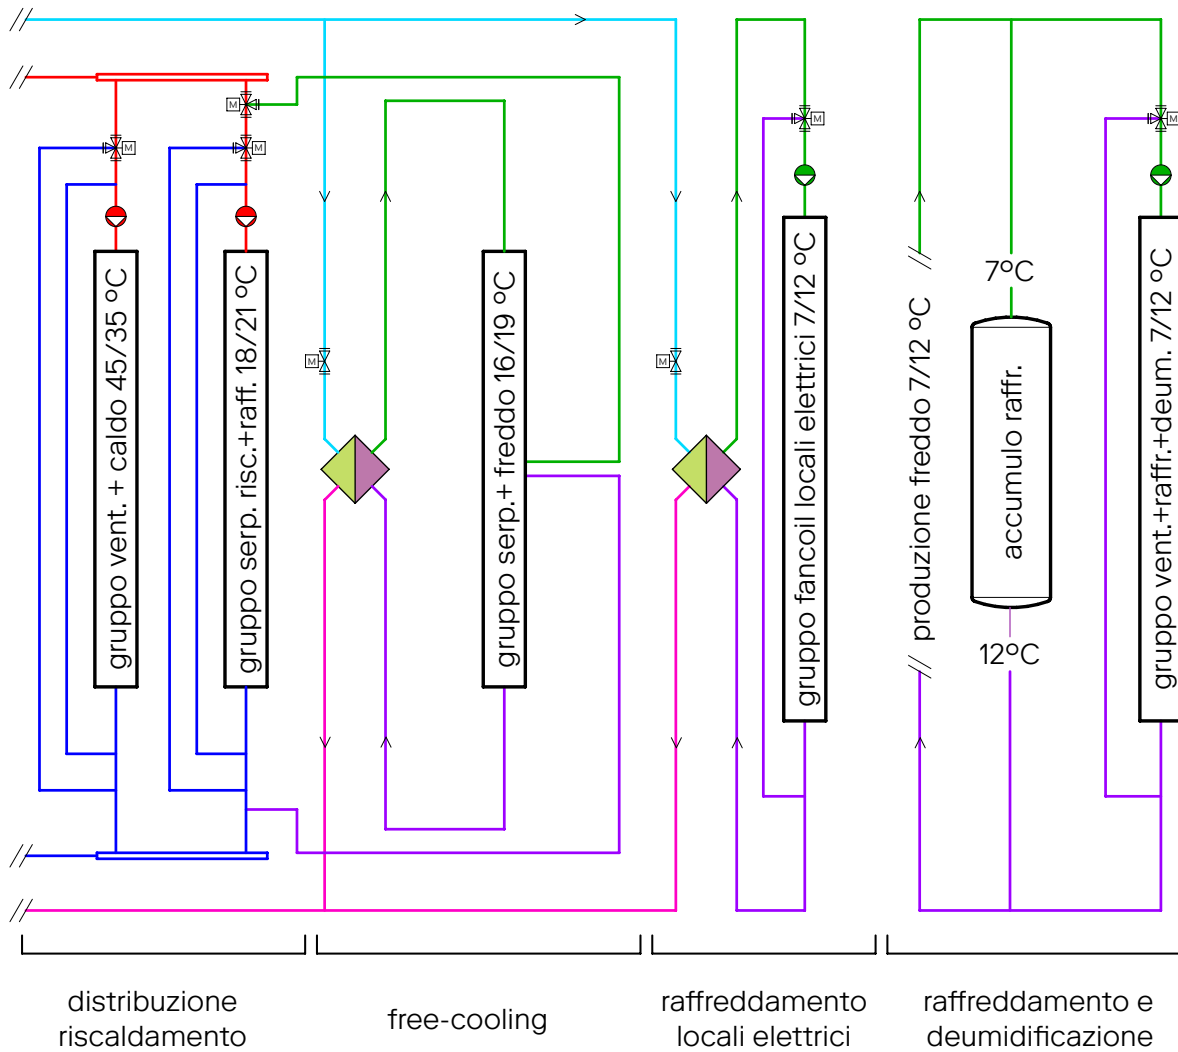 M
M
M
M
M
M
M
M
gruppo vent. + caldo 45/35 °C
gruppo serp. risc.+raff. 18/21 °C
gruppo serp.+ freddo 16/19 °C
gruppo fancoil locali elettrici 7/12 °C
produzione freddo 7/12 °C
7°C
accumulo raffr.
12°C
gruppo vent.+raffr.+deum. 7/12 °C
distribuzione
riscaldamento
free-cooling
raffreddamento
locali elettrici
raffreddamento e
deumidificazione